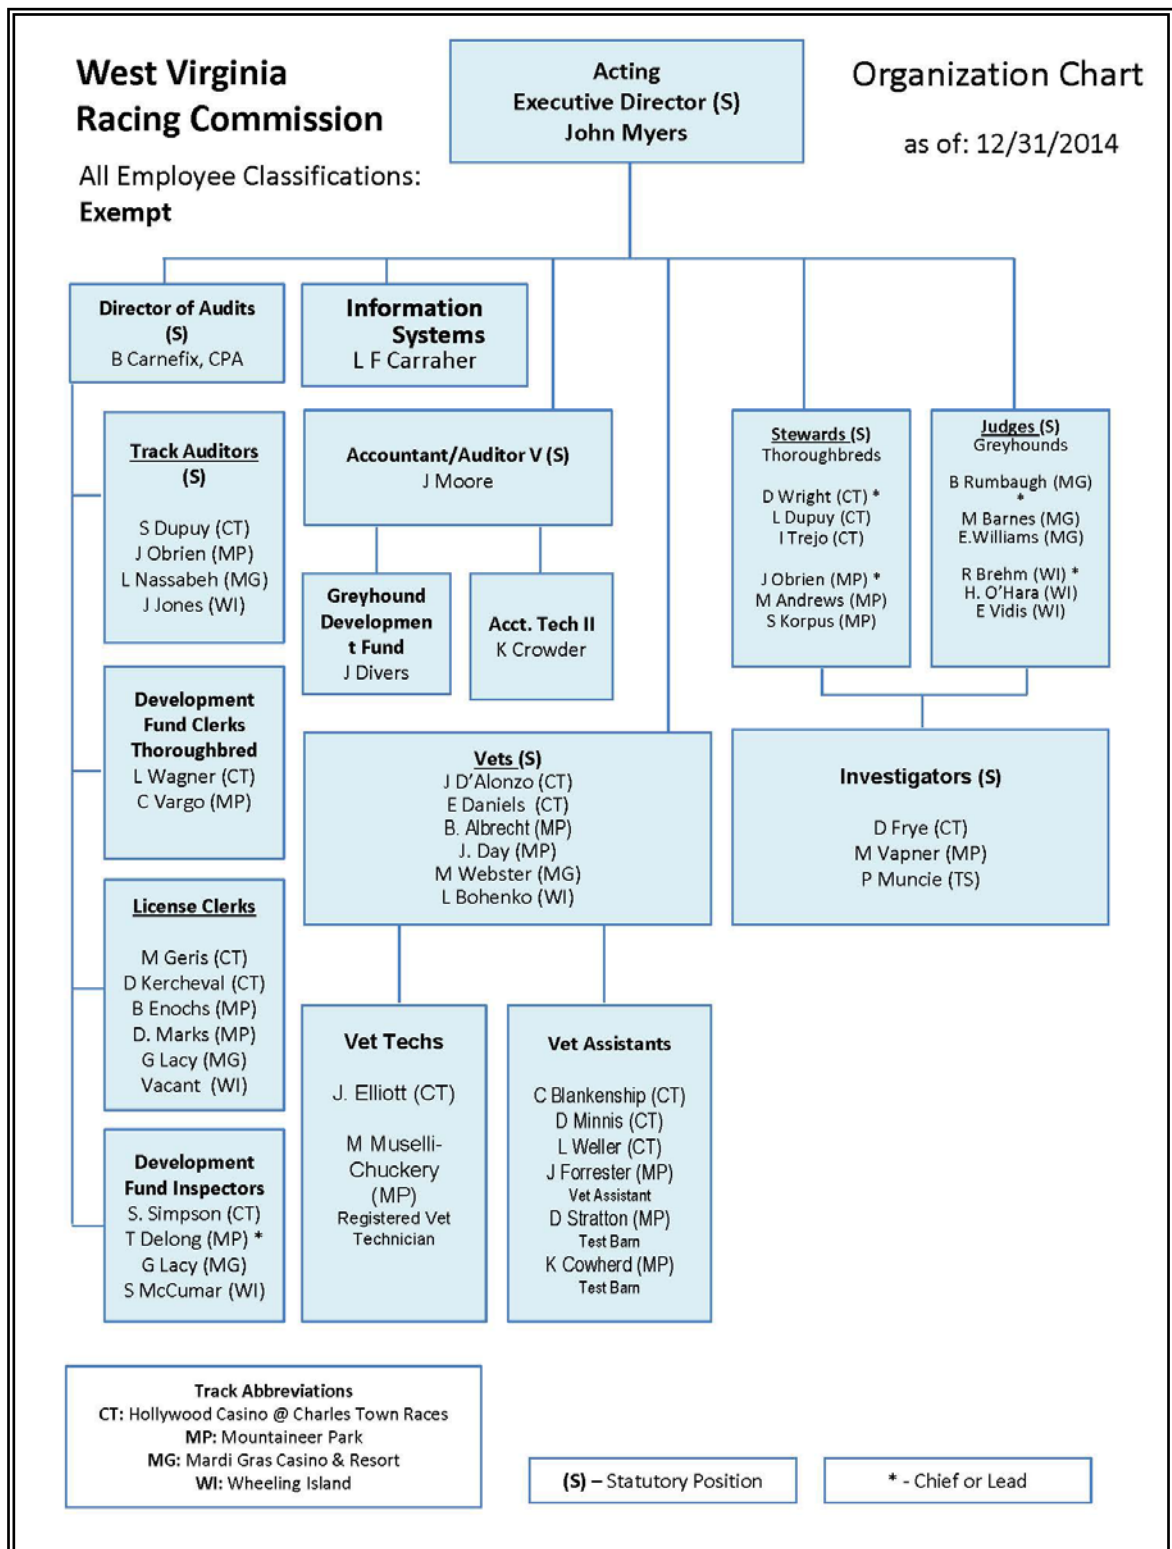 West Virginia
Racing Commission
All Employee Classifications:
Exempt
Acting
Executive Director (S)
John Myers
Organization Chart
as of: 12/31/2014
Director of Audits
(S)
B Carnefix, CPA
Information
Systems
L F Carraher
Track Auditors
(S)
S Dupuy (CT)
J Obrien (MP)
L Nassabeh (MG)
J Jones (WI)
Accountant/Auditor V (S)
J Moore
Greyhound
Developmen
t Fund
J Divers
Acct. Tech II
K Crowder
Stewards (S)
Thoroughbreds
D Wright (CT) *
L Dupuy (CT)
I Trejo (CT)
J Obrien (MP) *
M Andrews (MP)
S Korpus (MP)
Judges (S)
Greyhounds
B Rumbaugh (MG)
*
M Barnes (MG)
E.Williams (MG)
R Brehm (WI) *
H. O'Hara (WI)
E Vidis (WI)
Development
Fund Clerks
Thoroughbred
L Wagner (CT)
C Vargo (MP)
Vets (S)
J D'Alonzo (CT)
E Daniels (CT)
B. Albrecht (MP)
J. Day (MP)
M Webster (MG)
L Bohenko (WI)
Investigators (S)
D Frye (CT)
M Vapner (MP)
P Muncie (TS)
License Clerks
M Geris (CT)
D Kercheval (CT)
B Enochs (MP)
D. Marks (MP)
G Lacy (MG)
Vacant (WI)
Vet Techs
J. Elliott (CT)
M Muselli-
Chuckery
(MP)
Registered Vet
Technician
Vet Assistants
C Blankenship (CT)
D Minnis (CT)
L Weller (CT)
J Forrester (MP)
Vet Assistant
D Stratton (MP)
Test Barn
K Cowherd (MP)
Test Barn
Development
Fund Inspectors
S. Simpson (CT)
T Delong (MP) *
G Lacy (MG)
S McCumar (WI)
Track Abbreviations
CT: Hollywood Casino @ Charles Town Races
MP: Mountaineer Park
MG: Mardi Gras Casino & Resort
WI: Wheeling Island
(S) – Statutory Position
* - Chief or Lead